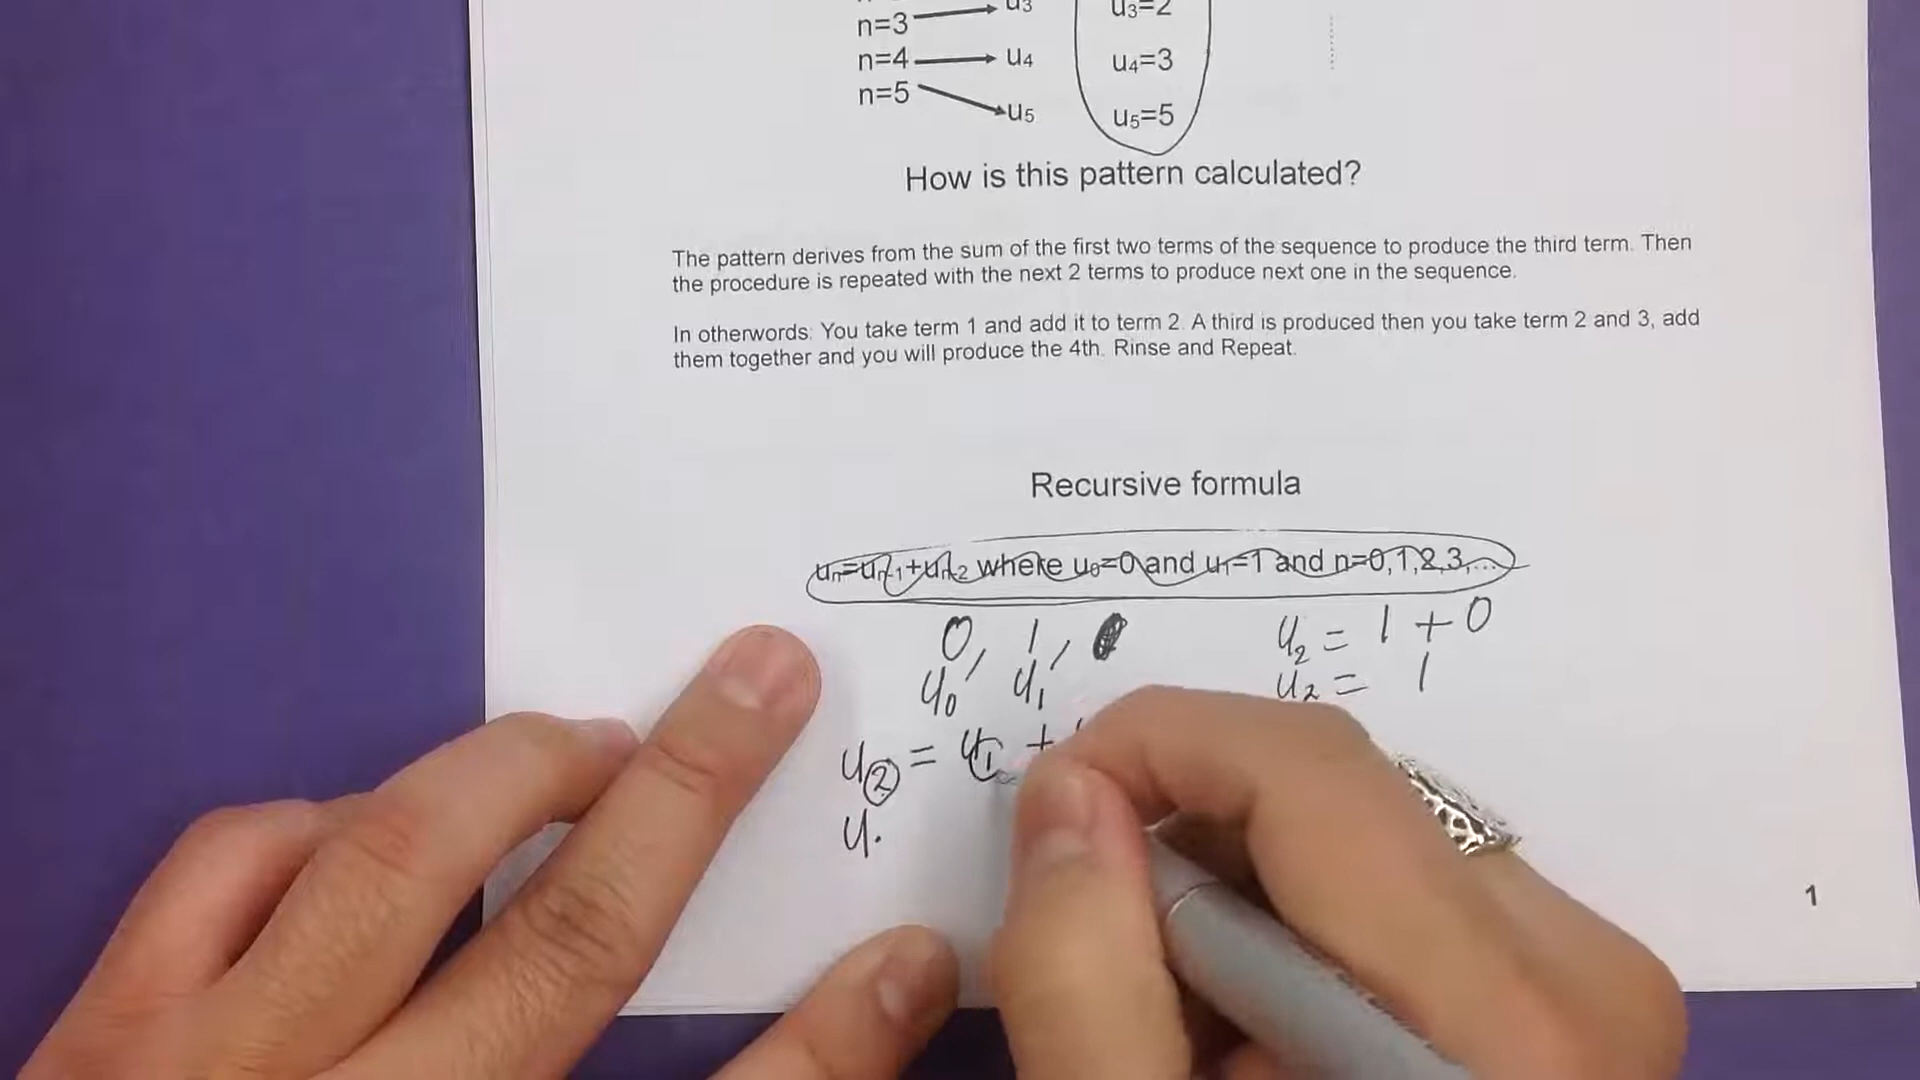 n=3 u3 u3=2
n=4 u4 u4=3
n=5 u5 u5=5
How is this pattern calculated?
The pattern derives from the sum of the first two terms of the sequence to produce the third term. Then
the procedure is repeated with the next 2 terms to produce next one in the sequence.
In otherwords: You take term 1 and add it to term 2. A third is produced then you take term 2 and 3, add
them together and you will produce the 4th. Rinse and Repeat.
Recursive formula
un=un-1+un-2 where u0=0 and u1=1 and n=0,1,2,3,...
0, 1, u2 = 1 + 0
u0 u1 u2 = 1
u2 = u1 +
u
1